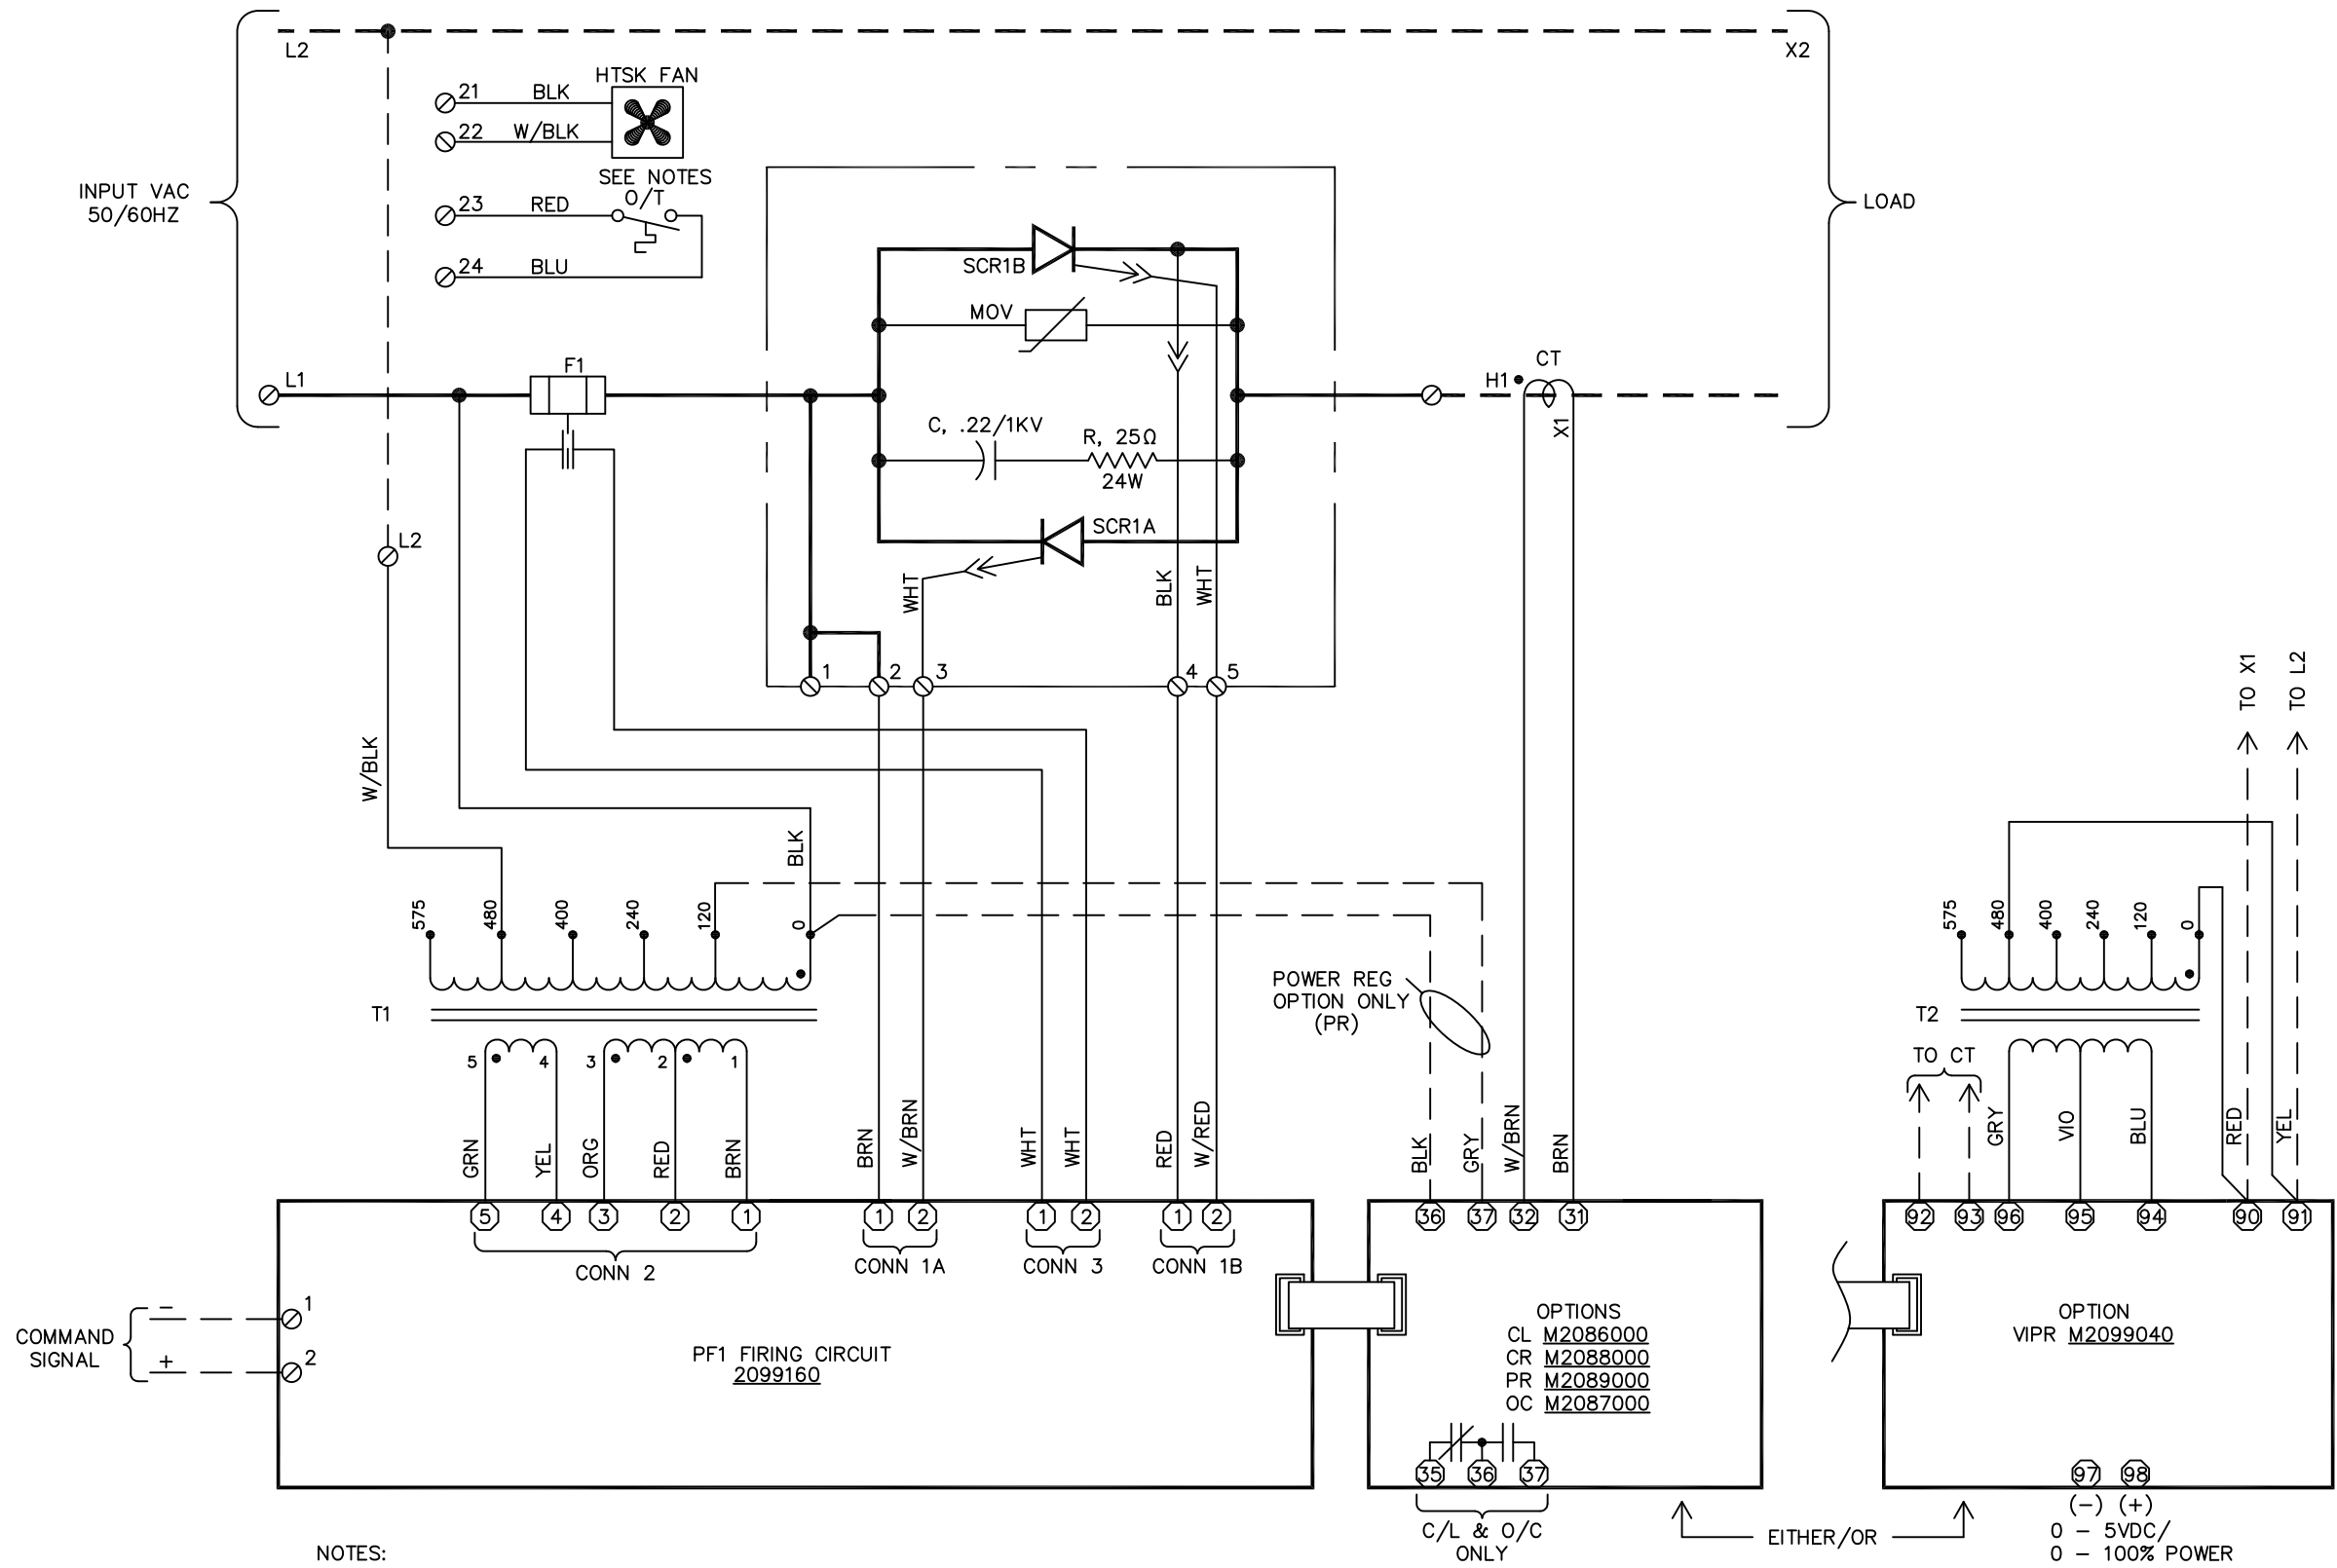 L2
X2
HTSK FAN
21
BLK
22
W/BLK
INPUT VAC
50/60HZ
SEE NOTES
O/T
23
RED
24
BLU
LOAD
SCR1B
MOV
L1
F1
CT
H1
X1
C, .22/1KV
R, 25Ω
24W
SCR1A
L2
WHT
BLK
WHT
1
2
3
4
5
W/BLK
BLK
TO X1
TO L2
575
480
400
240
120
0
575
480
400
240
120
0
POWER REG
OPTION ONLY
(PR)
T1
T2
TO CT
5
4
3
2
1
GRN
YEL
ORG
RED
BRN
BRN
W/BRN
WHT
WHT
RED
W/RED
BLK
GRY
W/BRN
BRN
GRY
VIO
BLU
RED
YEL
5
4
3
2
1
1
2
1
2
1
2
36
37
32
31
92
93
96
95
94
90
91
CONN 2
CONN 1A
CONN 3
CONN 1B
COMMAND
SIGNAL
−
1
+
2
PF1 FIRING CIRCUIT
2099160
OPTIONS
CL M2086000
CR M2088000
PR M2089000
OC M2087000
OPTION
VIPR M2099040
35
36
37
C/L & O/C
ONLY
EITHER/OR
97
98
(−) (+)
0 − 5VDC/
0 − 100% POWER
NOTES: